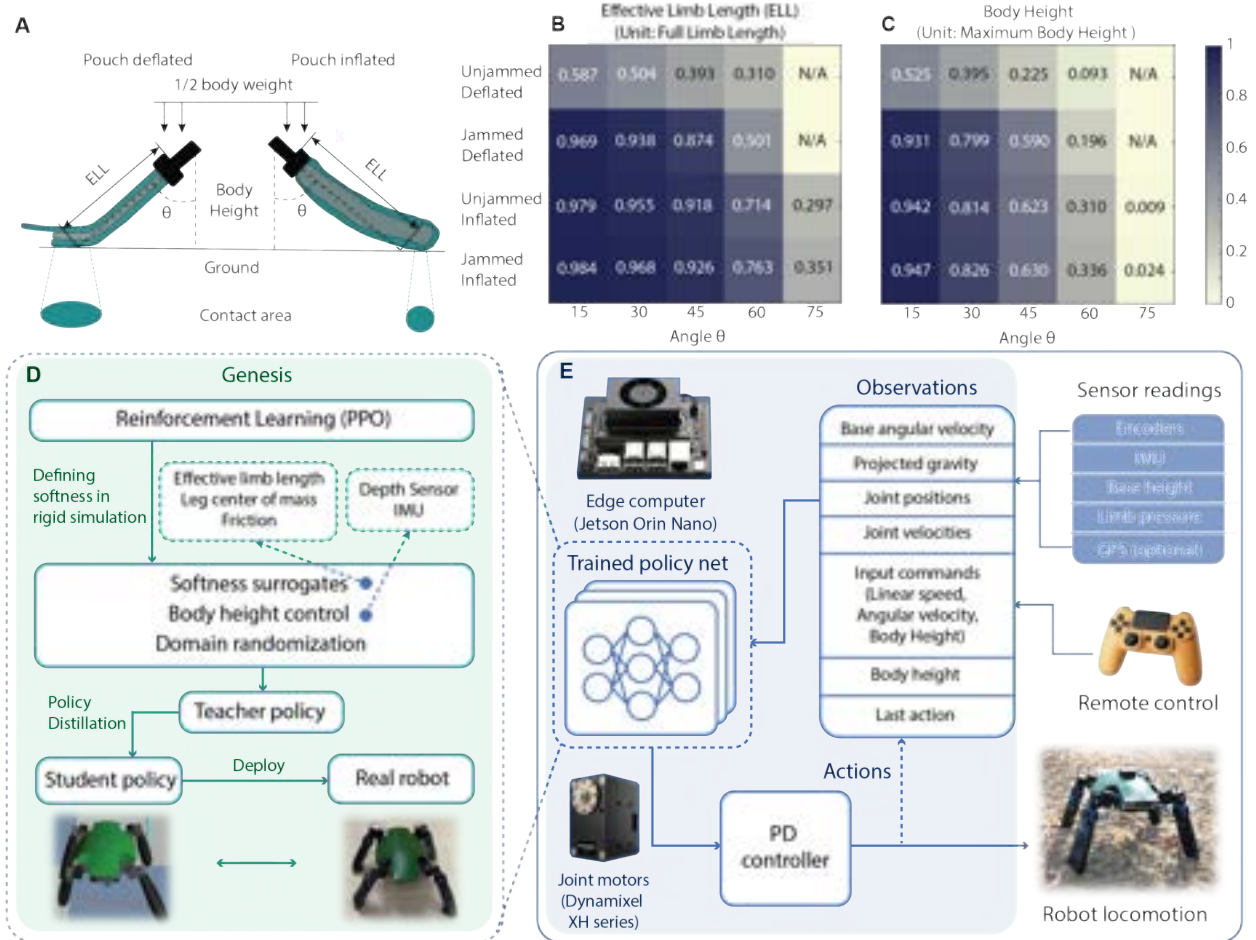 A
Pouch deflated
Pouch inflated
1/2 body weight
ELL
ELL
θ
Body
Height
θ
Ground
Contact area
B
Effective Limb Length (ELL)
(Unit: Full Limb Length)
Unjammed
Deflated
0.587 0.504 0.393 0.310 N/A
Jammed
Deflated
0.969 0.938 0.874 0.501 N/A
Unjammed
Inflated
0.979 0.955 0.918 0.714 0.297
Jammed
Inflated
0.984 0.968 0.926 0.763 0.351
15 30 45 60 75
Angle θ
C
Body Height
(Unit: Maximum Body Height )
0.525 0.395 0.225 0.093 N/A
0.931 0.799 0.590 0.196 N/A
0.942 0.814 0.623 0.310 0.009
0.947 0.826 0.630 0.336 0.024
15 30 45 60 75
Angle θ
1
0.8
0.6
0.4
0.2
0
D
Genesis
Reinforcement Learning (PPO)
Defining
softness in
rigid simulation
Effective limb length
Leg center of mass
Friction
Depth Sensor
IMU
Softness surrogates
Body height control
Domain randomization
Policy
Distillation
Teacher policy
Student policy
Deploy
Real robot
E
Edge computer
(Jetson Orin Nano)
Trained policy net
Joint motors
(Dynamixel
XH series)
PD
controller
Actions
Observations
Base angular velocity
Projected gravity
Joint positions
Joint velocities
Input commands
(Linear speed,
Angular velocity,
Body Height)
Body height
Last action
Sensor readings
Encoders
IMU
Base height
Limb pressure
GPS (optional)
Remote control
Robot locomotion